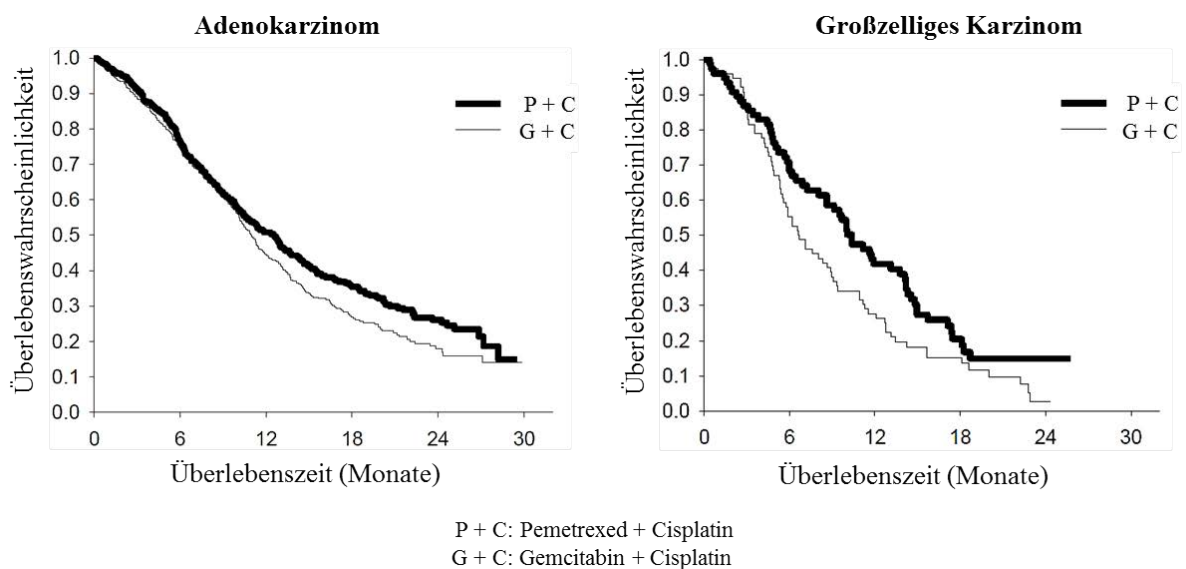 Adenokarzinom
Überlebenswahrscheinlichkeit
1.0
0.9
0.8
0.7
0.6
0.5
0.4
0.3
0.2
0.1
0.0
P + C
G + C
0 6 12 18 24 30
Überlebenszeit (Monate)
Großzelliges Karzinom
Überlebenswahrscheinlichkeit
1.0
0.9
0.8
0.7
0.6
0.5
0.4
0.3
0.2
0.1
0.0
P + C
G + C
0 6 12 18 24 30
Überlebenszeit (Monate)
P + C: Pemetrexed + Cisplatin
G + C: Gemcitabin + Cisplatin